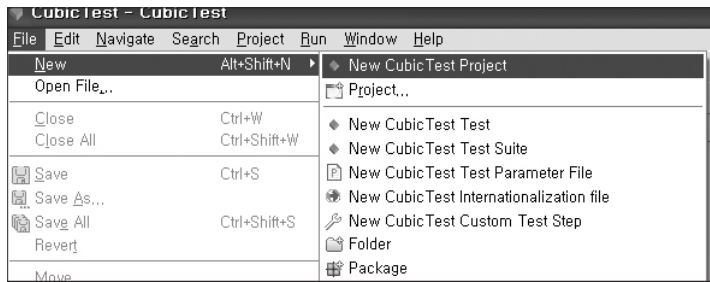 CubicTest - CubicTest
File Edit Navigate Search Project Run Window Help
New Alt+Shift+N
Open File...
Close Ctrl+W
Close All Ctrl+Shift+W
Save Ctrl+S
Save As...
Save All Ctrl+Shift+S
Revert
Move
New CubicTest Project
Project...
New CubicTest Test
New CubicTest Test Suite
New CubicTest Test Parameter File
New CubicTest Internationalization file
New CubicTest Custom Test Step
Folder
Package